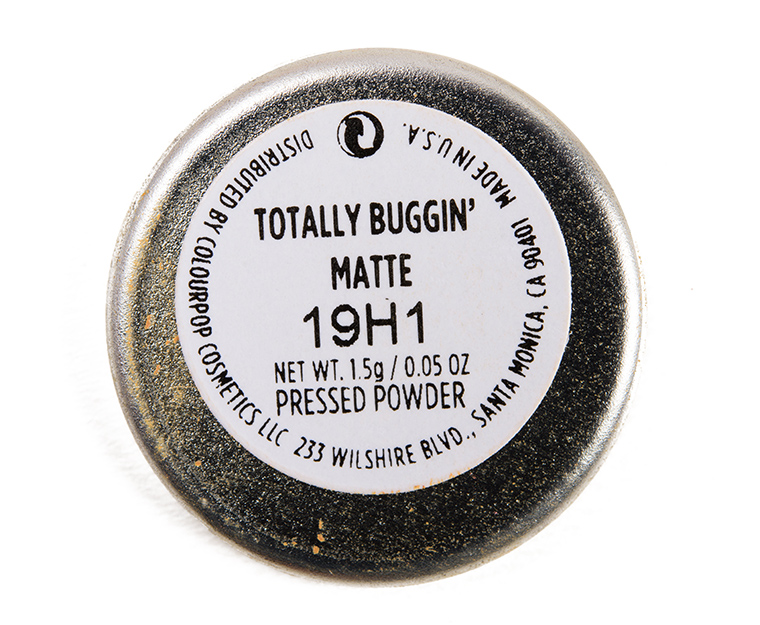 TOTALLY BUGGIN'
MATTE
19H1
NET WT. 1.5g / 0.05 OZ
PRESSED POWDER
DISTRIBUTED BY COLOURPOP COSMETICS LLC 233 WILSHIRE BLVD., SANTA MONICA, CA 90401 MADE IN U.S.A.